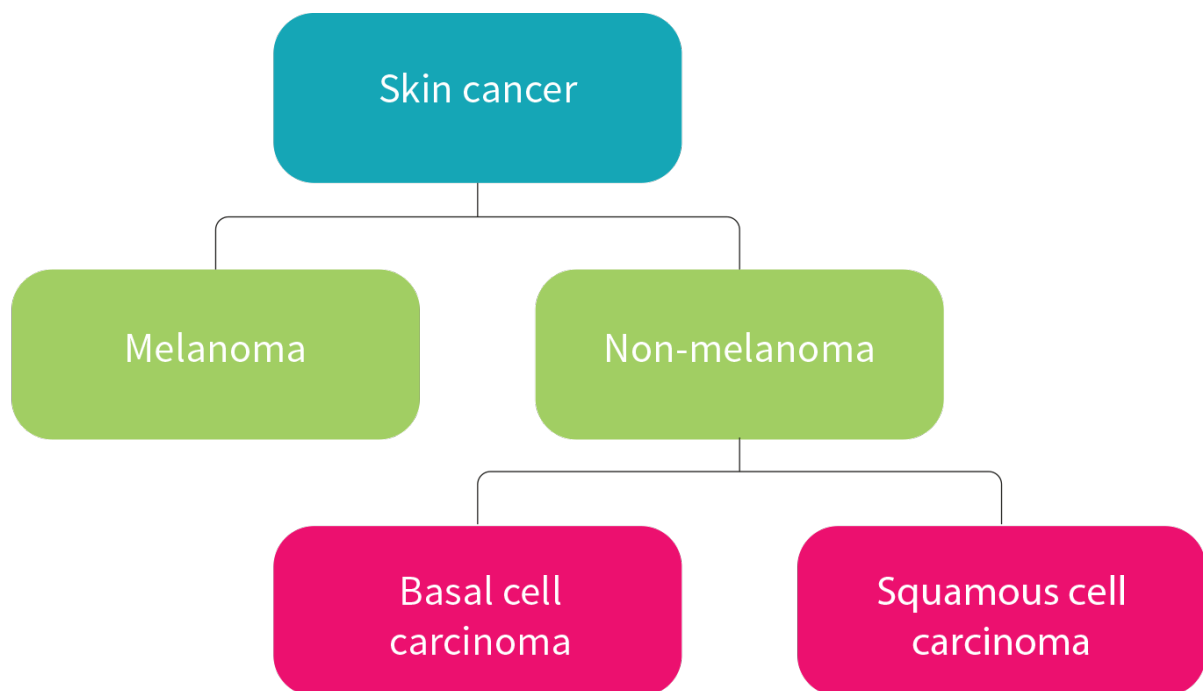 Skin cancer
Melanoma
Non-melanoma
Basal cell
carcinoma
Squamous cell
carcinoma